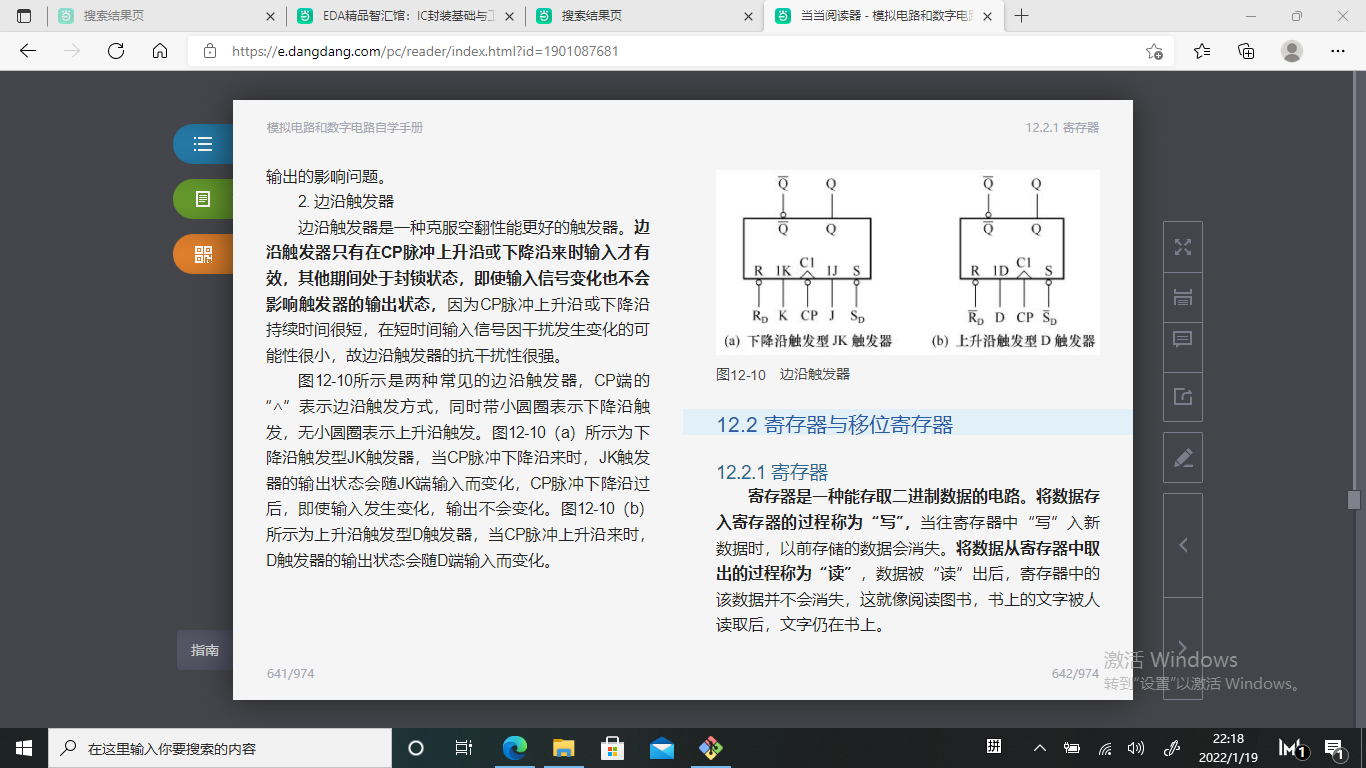 搜索结果页
EDA精品智汇馆：IC封装基础与工
搜索结果页
当当阅读器 - 模拟电路和数字电路
https://e.dangdang.com/pc/reader/index.html?id=1901087681
模拟电路和数字电路自学手册
12.2.1 寄存器
输出的影响问题。
2. 边沿触发器
边沿触发器是一种克服空翻性能更好的触发器。边
沿触发器只有在CP脉冲上升沿或下降沿来时输入才有
效，其他期间处于封锁状态，即使输入信号变化也不会
影响触发器的输出状态，因为CP脉冲上升沿或下降沿
持续时间很短，在短时间输入信号因干扰发生变化的可
能性很小，故边沿触发器的抗干扰性很强。
图12-10所示是两种常见的边沿触发器，CP端的
“∧”表示边沿触发方式，同时带小圆圈表示下降沿触
发，无小圆圈表示上升沿触发。图12-10（a）所示为下
降沿触发型JK触发器，当CP脉冲下降沿来时，JK触发
器的输出状态会随JK端输入而变化，CP脉冲下降沿过
后，即使输入发生变化，输出不会变化。图12-10（b）
所示为上升沿触发型D触发器，当CP脉冲上升沿来时，
D触发器的输出状态会随D端输入而变化。
641/974
Q̅ Q Q̅ Q
Q̅ Q Q̅ Q
R 1K C1 1J S R 1D C1 S
R_D K CP J S_D R̅_D D CP S̅_D
(a) 下降沿触发型 JK 触发器 (b) 上升沿触发型 D 触发器
图12-10 边沿触发器
12.2 寄存器与移位寄存器
12.2.1 寄存器
寄存器是一种能存取二进制数据的电路。将数据存
入寄存器的过程称为“写”，当往寄存器中“写”入新
数据时，以前存储的数据会消失。将数据从寄存器中取
出的过程称为“读”，数据被“读”出后，寄存器中的
该数据并不会消失，这就像阅读图书，书上的文字被人
读取后，文字仍在书上。
642/974
指南
激活 Windows
转到“设置”以激活 Windows。
在这里输入你要搜索的内容
拼
22:18
2022/1/19
1
1